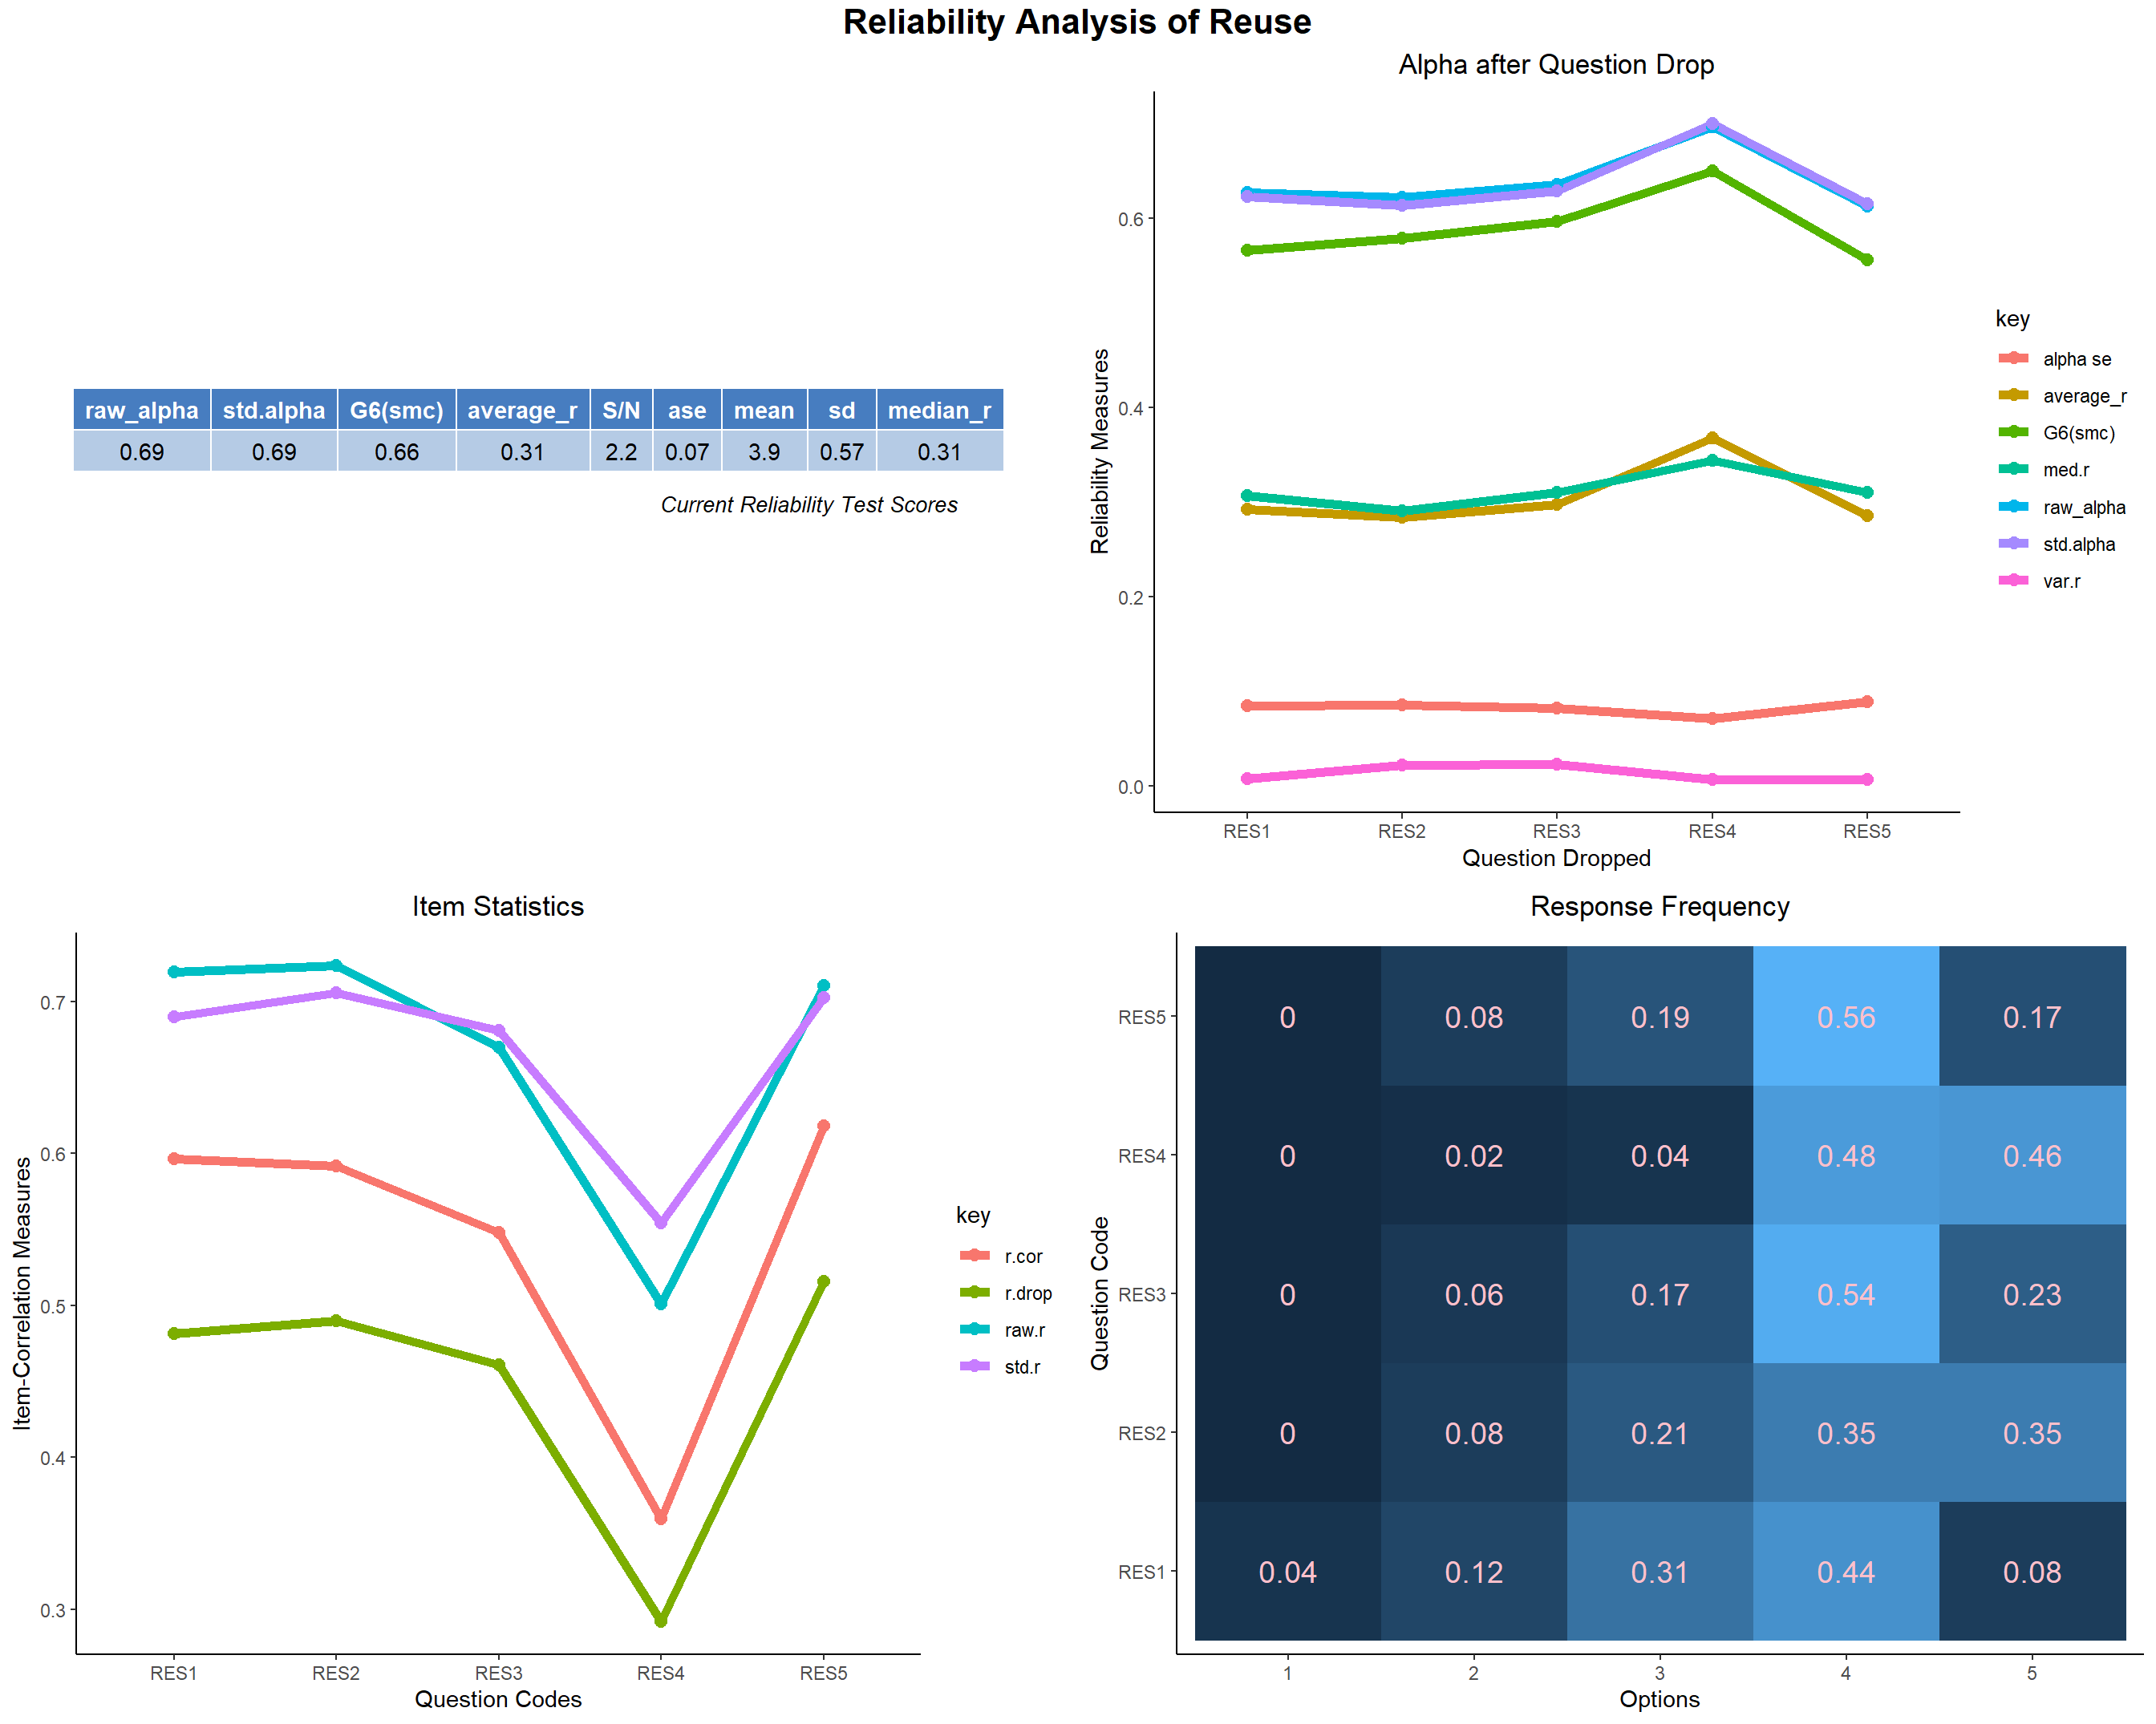 Reliability Analysis of Reuse
raw_alpha std.alpha G6(smc) average_r S/N ase mean sd median_r
0.69 0.69 0.66 0.31 2.2 0.07 3.9 0.57 0.31
Current Reliability Test Scores
Alpha after Question Drop
Reliability Measures
0.6
0.4
0.2
0.0
RES1 RES2 RES3 RES4 RES5
Question Dropped
key
alpha se
average_r
G6(smc)
med.r
raw_alpha
std.alpha
var.r
Item Statistics
Item-Correlation Measures
0.7
0.6
0.5
0.4
0.3
RES1 RES2 RES3 RES4 RES5
Question Codes
key
r.cor
r.drop
raw.r
std.r
Response Frequency
Question Code
RES5 0 0.08 0.19 0.56 0.17
RES4 0 0.02 0.04 0.48 0.46
RES3 0 0.06 0.17 0.54 0.23
RES2 0 0.08 0.21 0.35 0.35
RES1 0.04 0.12 0.31 0.44 0.08
1 2 3 4 5
Options